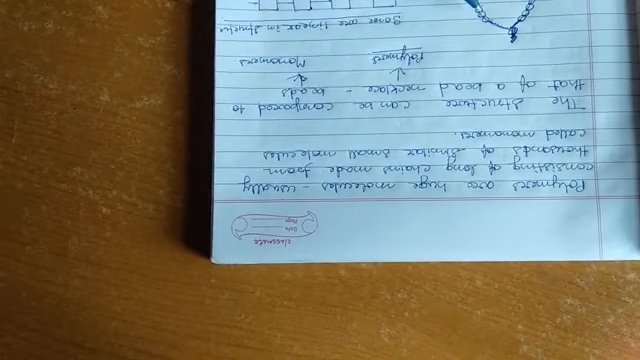 classmate
Date
Page
Polymers are huge molecules - usually
consisting of long chains made from
thousands of similar small molecules
called monomers.
The structure can be compared to
that of a bead necklace - beads
Polymers Monomers
Some are linear in structure